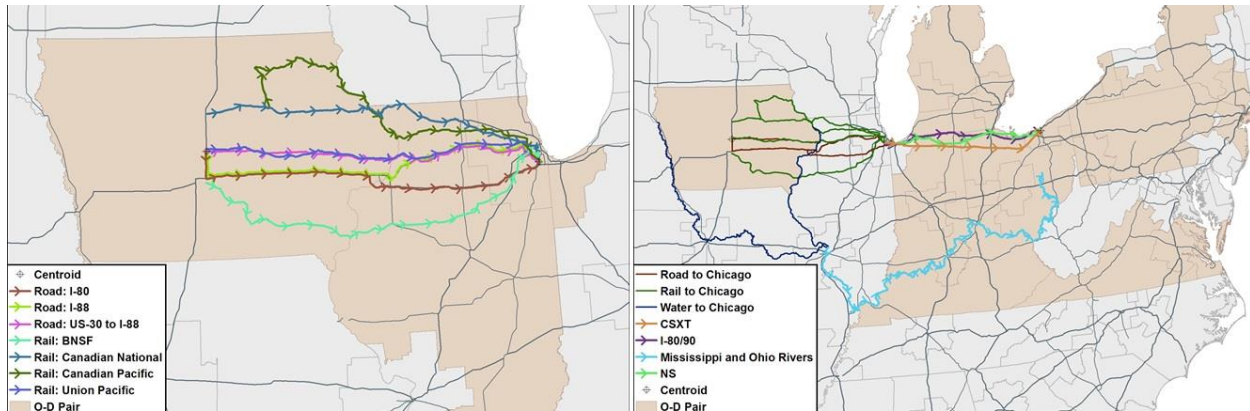 Centroid
Road: I-80
Road: I-88
Road: US-30 to I-88
Rail: BNSF
Rail: Canadian National
Rail: Canadian Pacific
Rail: Union Pacific
O-D Pair
Road to Chicago
Rail to Chicago
Water to Chicago
CSXT
I-80/90
Mississippi and Ohio Rivers
NS
Centroid
O-D Pair